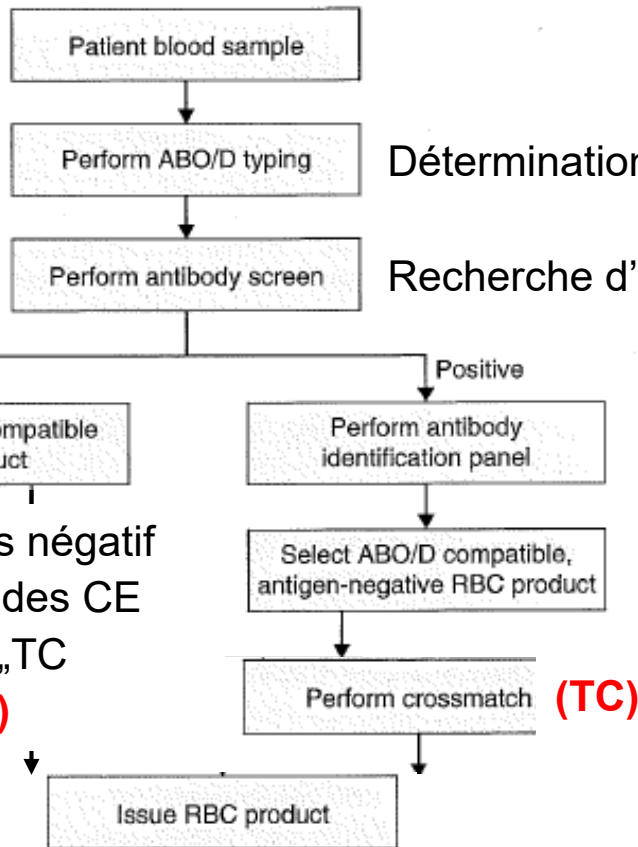 Patient blood sample
Perform ABO/D typing
Détermination
Perform antibody screen
Recherche d’
Positive
ompatible
uct
Perform antibody
identification panel
s négatif
des CE
„TC
)
Select ABO/D compatible,
antigen-negative RBC product
Perform crossmatch
(TC)
Issue RBC product